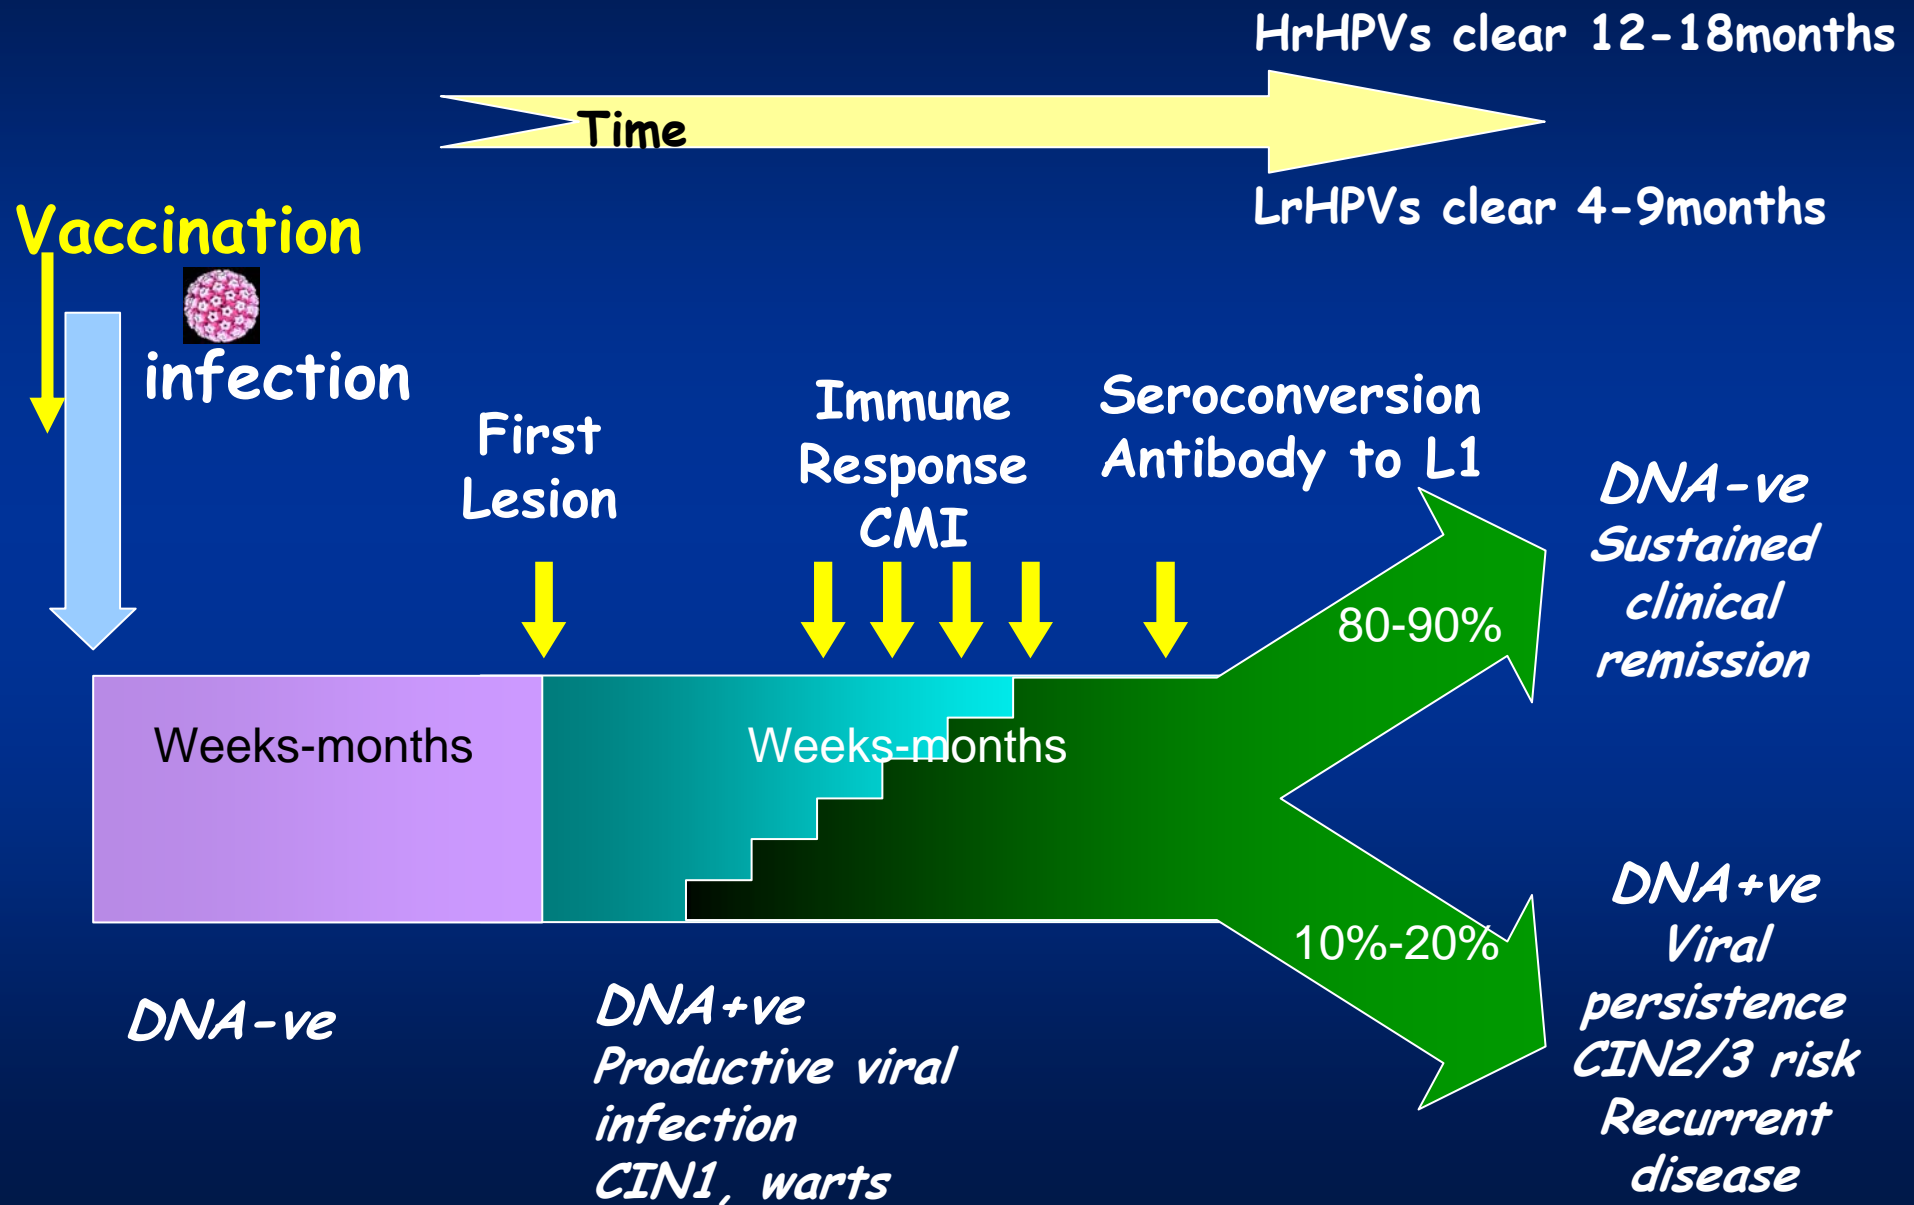 HrHPVs clear 12-18months
Time
LrHPVs clear 4-9months
Vaccination
infection
First
Lesion
Immune
Response
CMI
Seroconversion
Antibody to L1
DNA-ve
Sustained
clinical
remission
80-90%
Weeks-months
Weeks-months
10%-20%
DNA+ve
Viral
persistence
CIN2/3 risk
Recurrent
disease
DNA-ve
DNA+ve
Productive viral
infection
CIN1, warts